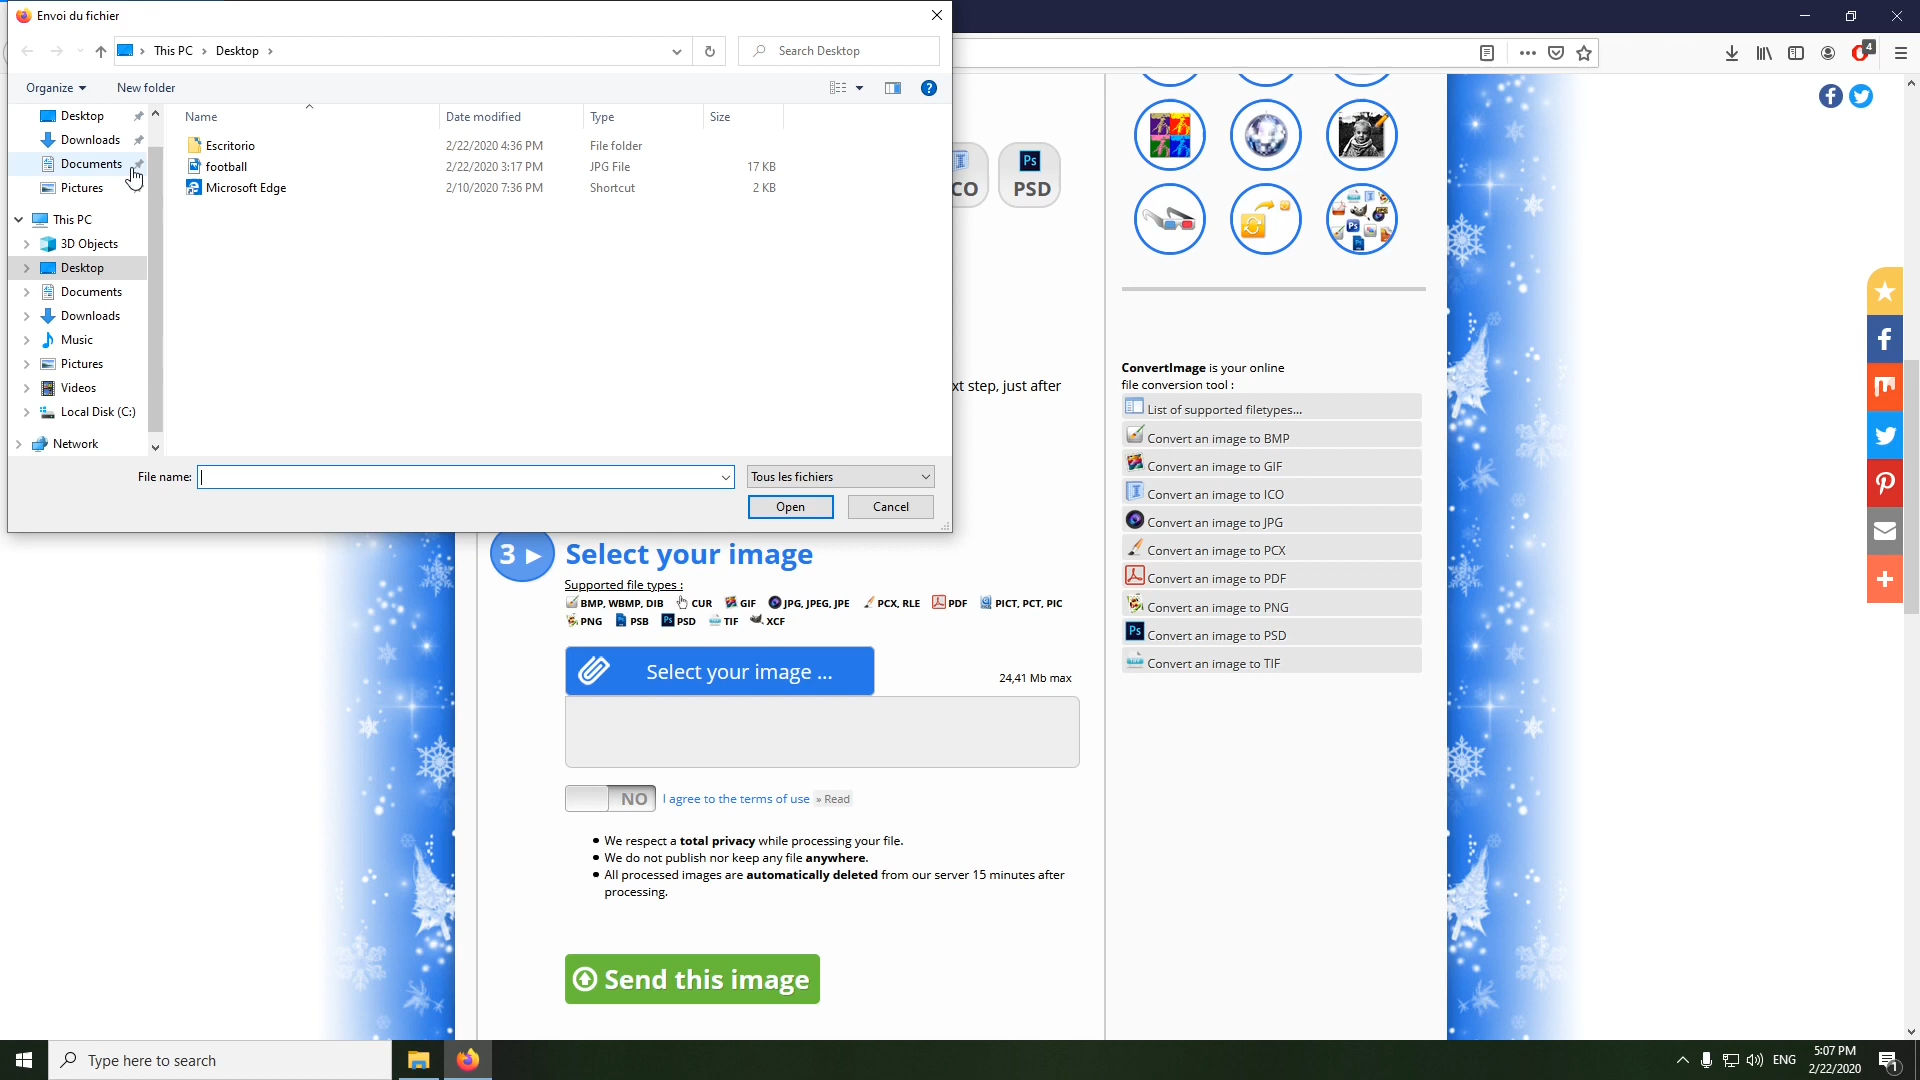 Envoi du fichier
This PC > Desktop >
Search Desktop
Organize
New folder
Desktop
Downloads
Documents
Pictures
This PC
3D Objects
Desktop
Documents
Downloads
Music
Pictures
Videos
Local Disk (C:)
Network
Name Date modified Type Size
Escritorio 2/22/2020 4:36 PM File folder
football 2/22/2020 3:17 PM JPG File 17 KB
Microsoft Edge 2/10/2020 7:36 PM Shortcut 2 KB
File name:
Tous les fichiers
Open
Cancel
4
CO
Ps
PSD
xt step, just after
3
Select your image
Supported file types :
BMP, WBMP, DIB CUR GIF JPG, JPEG, JPE PCX, RLE PDF PICT, PCT, PIC
PNG PSB PSD TIF XCF
Select your image ...
24,41 Mb max
NO
I agree to the terms of use » Read
We respect a total privacy while processing your file.
We do not publish nor keep any file anywhere.
All processed images are automatically deleted from our server 15 minutes after
processing.
Send this image
ConvertImage is your online
file conversion tool :
List of supported filetypes...
Convert an image to BMP
Convert an image to GIF
Convert an image to ICO
Convert an image to JPG
Convert an image to PCX
Convert an image to PDF
Convert an image to PNG
Convert an image to PSD
Convert an image to TIF
Type here to search
ENG
5:07 PM
2/22/2020
1